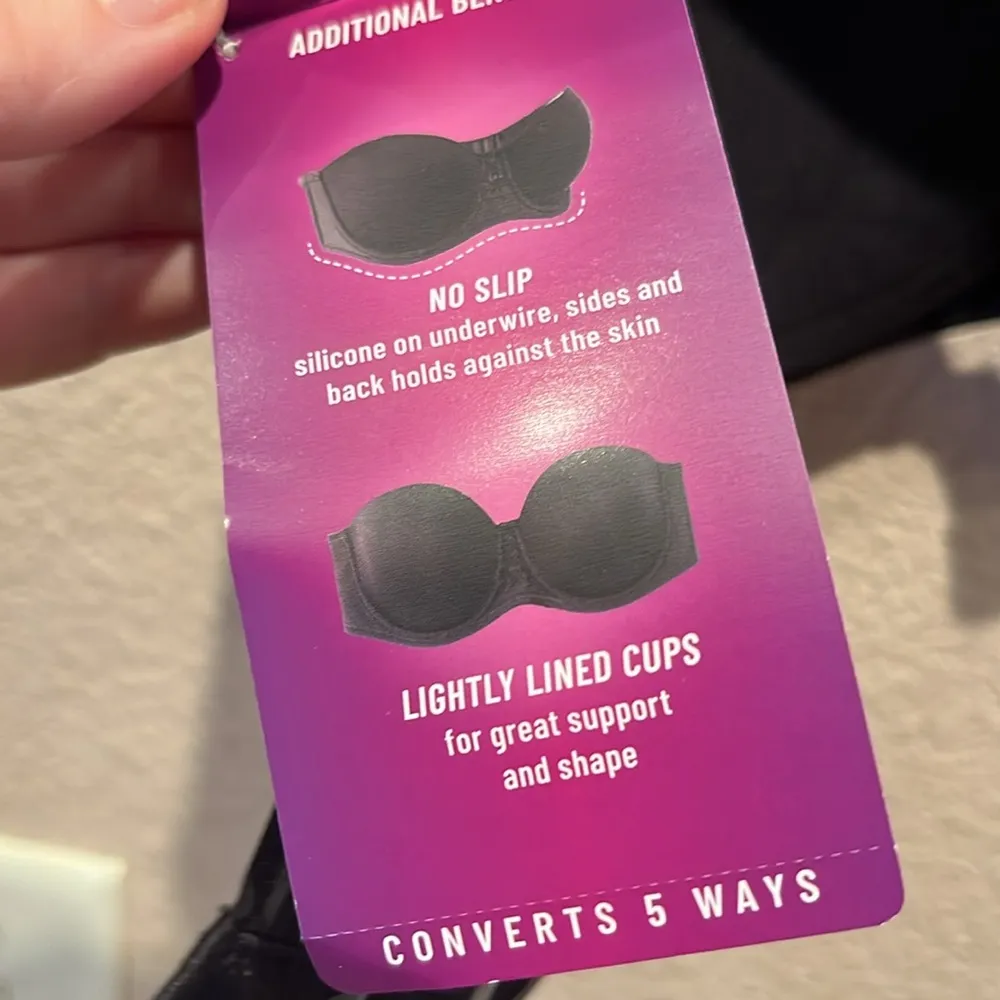 ADDITIONAL
NO SLIP
silicone on underwire, sides and
back holds against the skin
LIGHTLY LINED CUPS
for great support
and shape
CONVERTS 5 WAYS